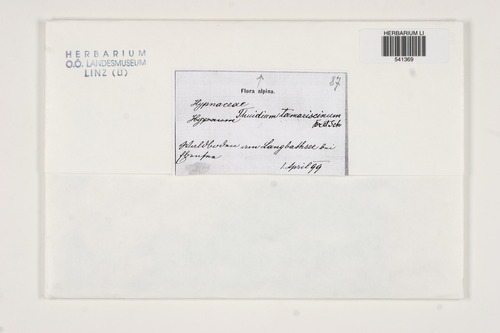 HERBARIUM
O.Ö. LANDESMUSEUM
LINZ (LI)
HERBARIUM LI
541369
87
Flora alpina.
Hypnaceae
Hypnum Thuidium tamariscinum
Br. & Sch
Waldboden am Langbathsee bei
1. April 99